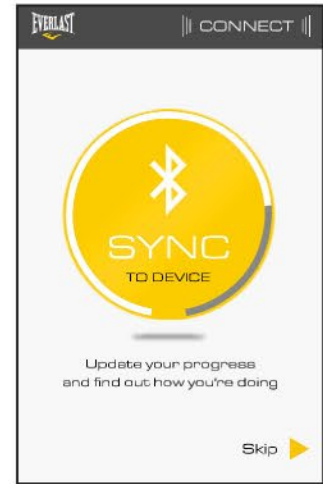 EVERLAST
CONNECT
SYNC
TO DEVICE
Update your progress
and find out how you're doing
Skip